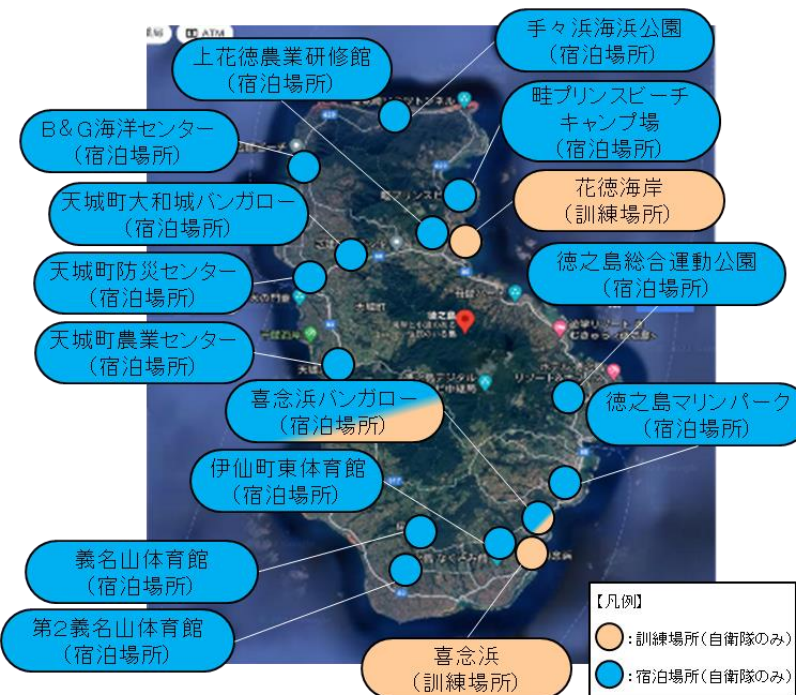 ATM
手々浜海浜公園
(宿泊場所)
上花徳農業研修館
(宿泊場所)
畦プリンスビーチ
キャンプ場
(宿泊場所)
B&G海洋センター
(宿泊場所)
花徳海岸
(訓練場所)
天城町大和城バンガロー
(宿泊場所)
徳之島総合運動公園
(宿泊場所)
天城町防災センター
(宿泊場所)
徳之島
天城町農業センター
(宿泊場所)
喜念浜バンガロー
(宿泊場所)
徳之島マリンパーク
(宿泊場所)
伊仙町東体育館
(宿泊場所)
義名山体育館
(宿泊場所)
第2義名山体育館
(宿泊場所)
喜念浜
(訓練場所)
【凡例】
:訓練場所(自衛隊のみ)
:宿泊場所(自衛隊のみ)